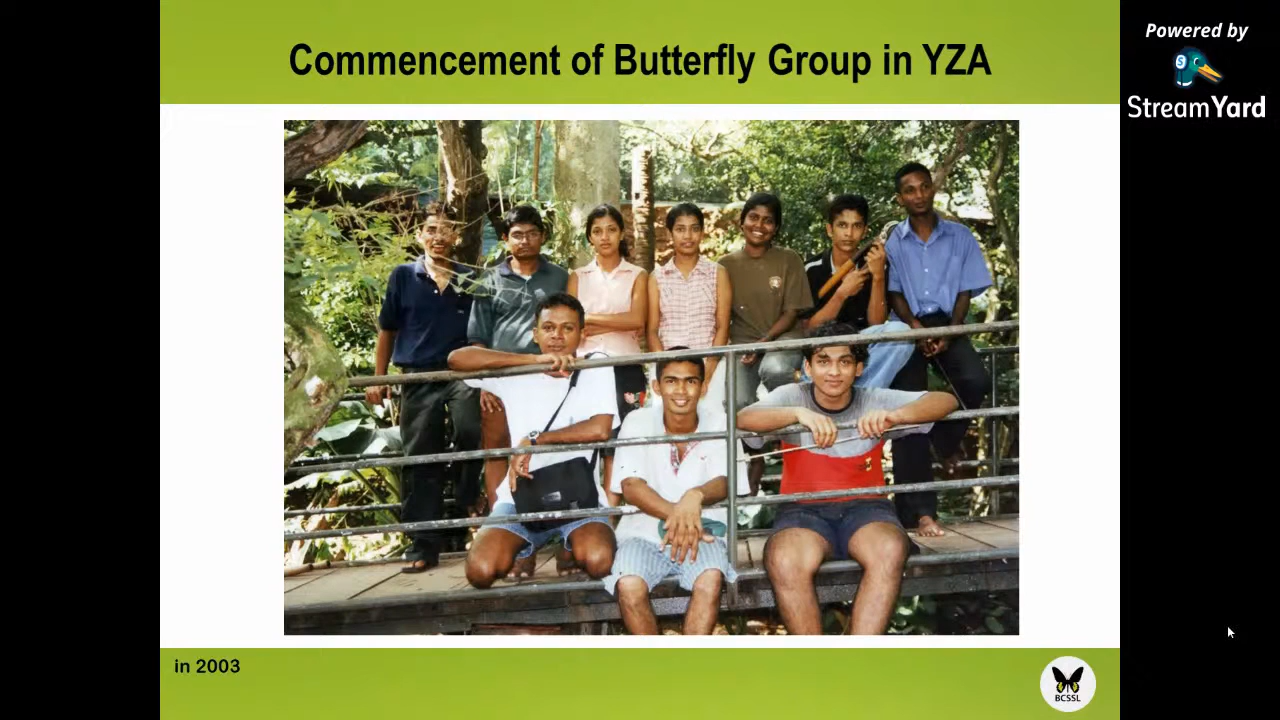 Commencement of Butterfly Group in YZA
Powered by
StreamYard
in 2003
BCSSL